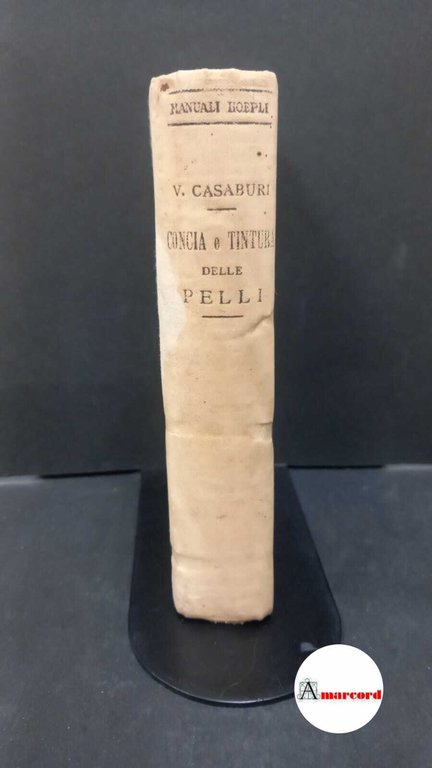 MANUALI HOEPLI
V. CASABURI
CONCIA e TINTURA
DELLE
PELLI
Amarcord